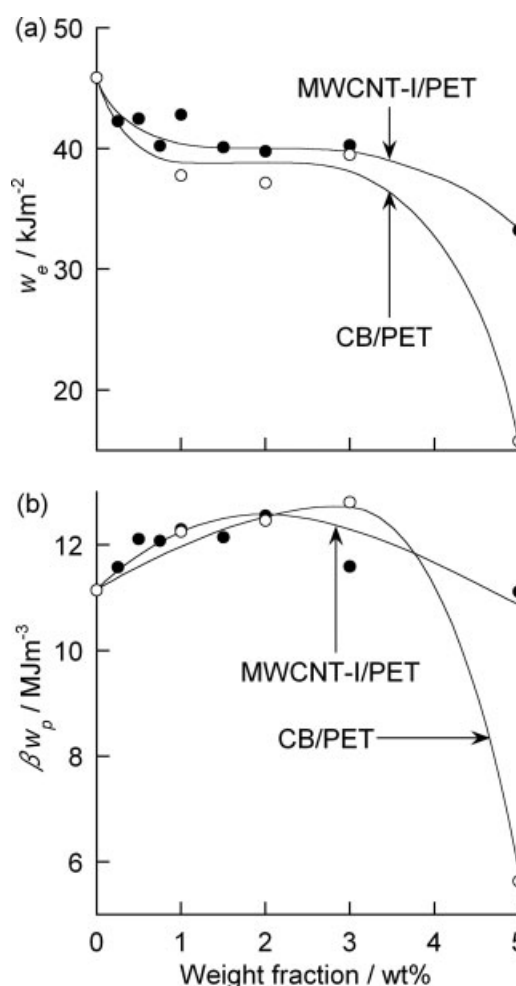 (a)
50
40
30
20
w_e / kJm⁻²
MWCNT-I/PET
CB/PET
(b)
12
10
8
6
βw_p / MJm⁻³
MWCNT-I/PET
CB/PET
0 1 2 3 4 5
Weight fraction / wt%